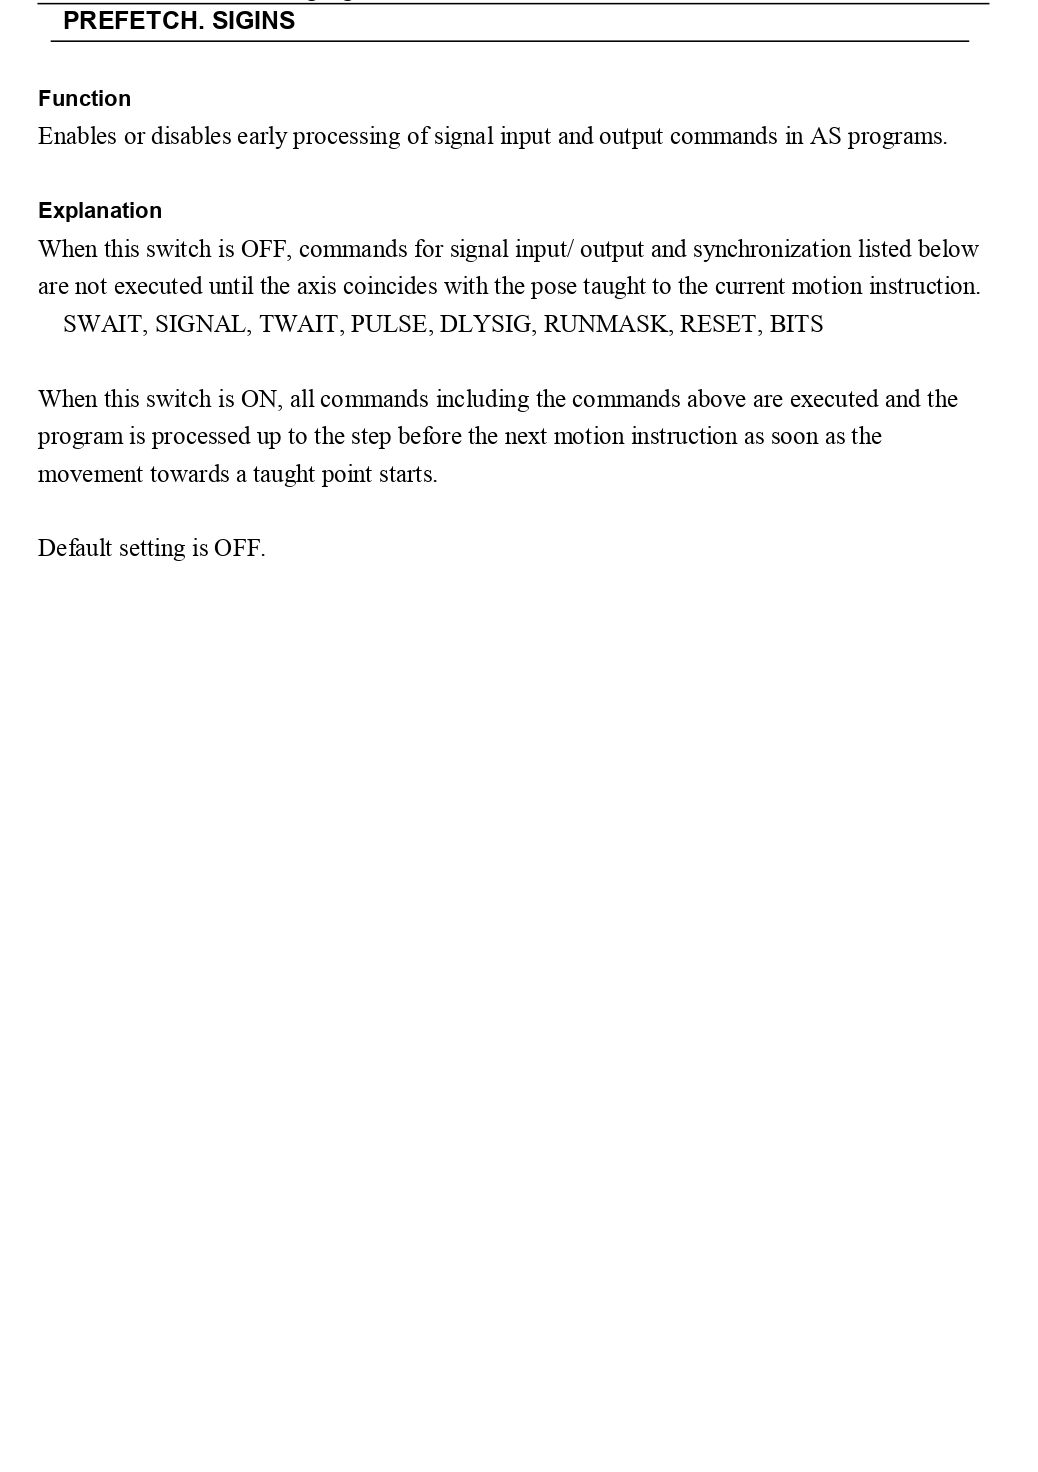 PREFETCH. SIGINS
Function
Enables or disables early processing of signal input and output commands in AS programs.
Explanation
When this switch is OFF, commands for signal input/ output and synchronization listed below
are not executed until the axis coincides with the pose taught to the current motion instruction.
SWAIT, SIGNAL, TWAIT, PULSE, DLYSIG, RUNMASK, RESET, BITS
When this switch is ON, all commands including the commands above are executed and the
program is processed up to the step before the next motion instruction as soon as the
movement towards a taught point starts.
Default setting is OFF.